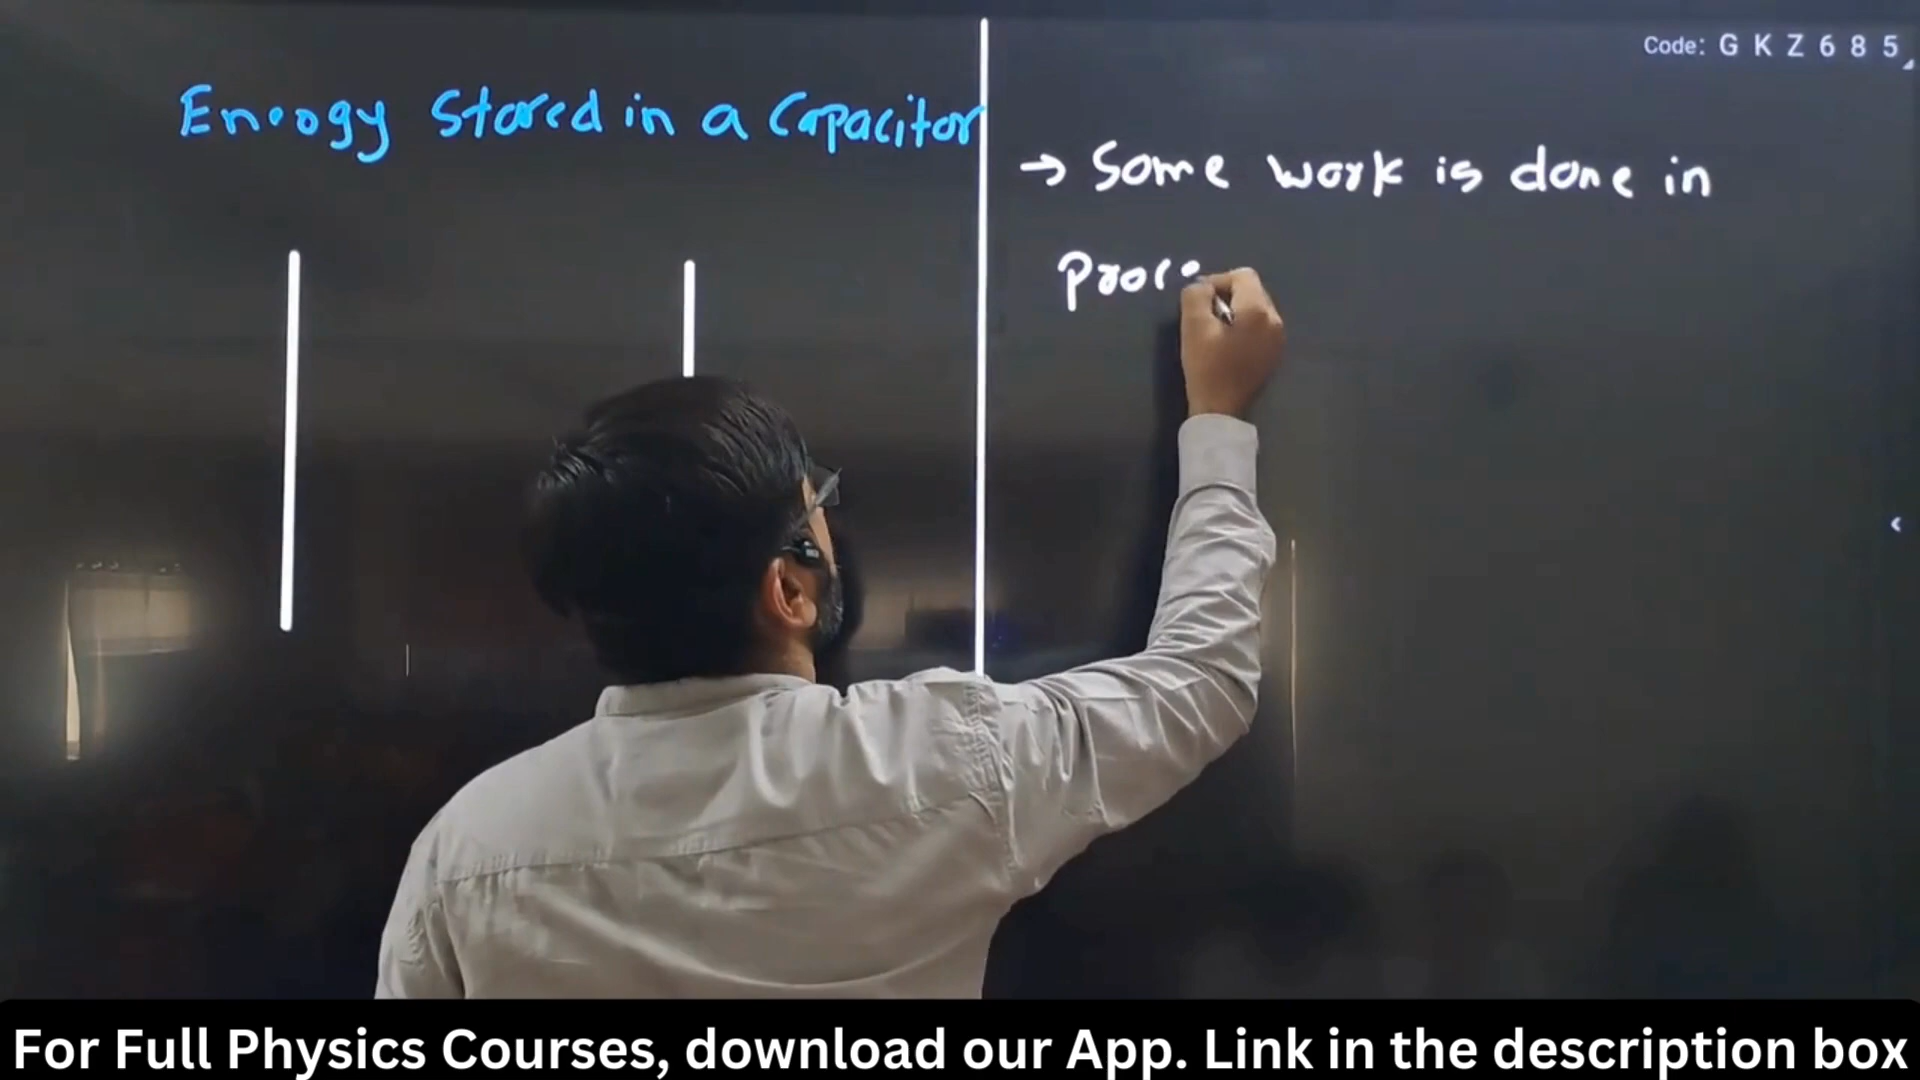 Code: G K Z 6 8 5
Energy Stored in a Capacitor
→ Some work is done in
For Full Physics Courses, download our App. Link in the description box